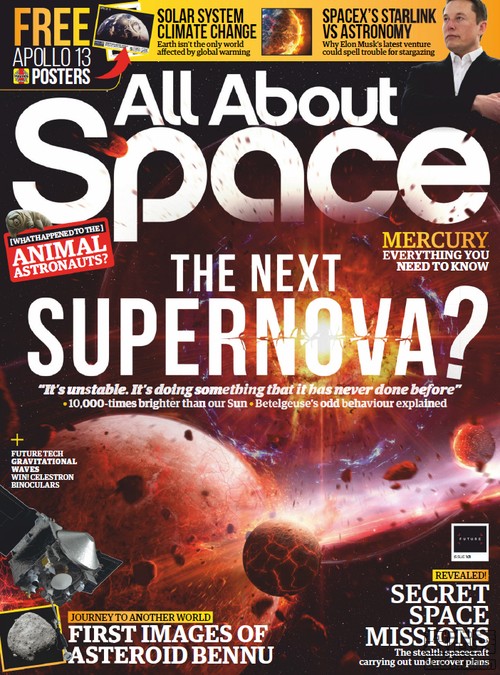 FREE
APOLLO 13
POSTERS
SOLAR SYSTEM
CLIMATE CHANGE
Earth isn't the only world
affected by global warming
SPACEX'S STARLINK
VS ASTRONOMY
Why Elon Musk's latest venture
could spell trouble for stargazing
All About
Space
[WHAT HAPPENED TO THE]
ANIMAL
ASTRONAUTS?
MERCURY
EVERYTHING YOU
NEED TO KNOW
THE NEXT
SUPERNOVA?
"It's unstable. It's doing something that it has never done before"
• 10,000-times brighter than our Sun • Betelgeuse's odd behaviour explained
+
FUTURE TECH
GRAVITATIONAL
WAVES
WIN! CELESTRON
BINOCULARS
FUTURE
REVEALED!
SECRET
SPACE
MISSIONS
The stealth spacecraft
carrying out undercover plans
JOURNEY TO ANOTHER WORLD
FIRST IMAGES OF
ASTEROID BENNU